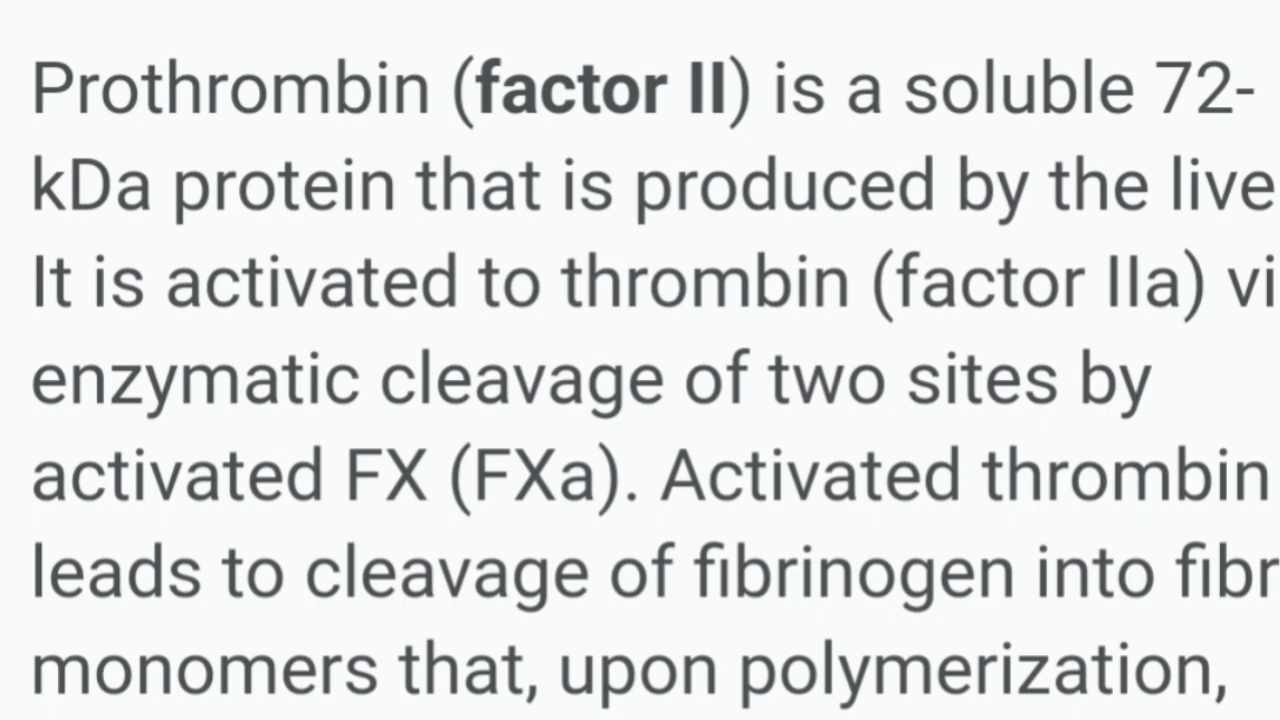 Prothrombin (factor II) is a soluble 72-
kDa protein that is produced by the live
It is activated to thrombin (factor IIa) vi
enzymatic cleavage of two sites by
activated FX (FXa). Activated thrombin
leads to cleavage of fibrinogen into fibr
monomers that, upon polymerization,